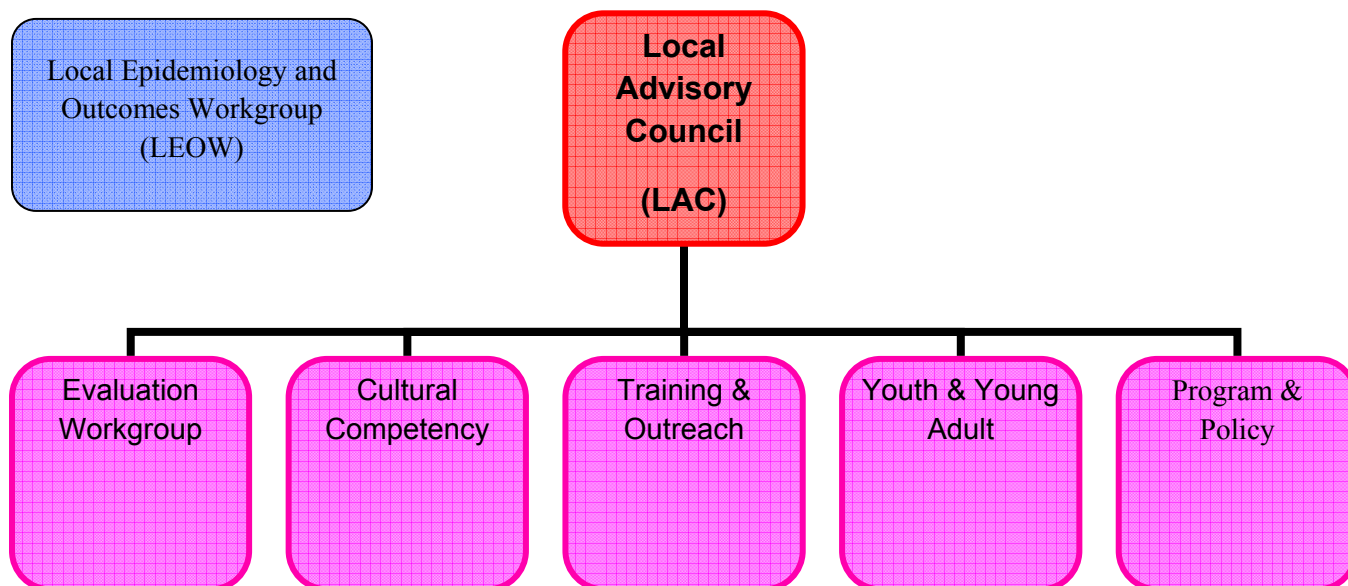 Local Epidemiology and
Outcomes Workgroup
(LEOW)
Local
Advisory
Council
(LAC)
Evaluation
Workgroup
Cultural
Competency
Training &
Outreach
Youth & Young
Adult
Program &
Policy